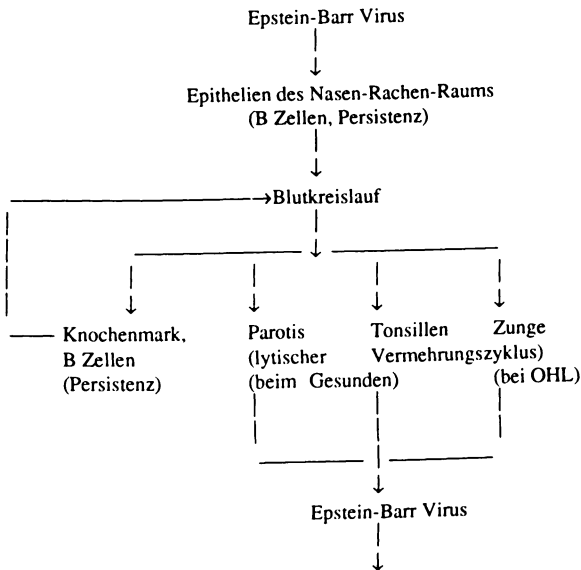 Epstein-Barr Virus
Epithelien des Nasen-Rachen-Raums
(B Zellen, Persistenz)
Blutkreislauf
Knochenmark, Parotis Tonsillen Zunge
B Zellen (lytischer Vermehrungszyklus)
(Persistenz) (beim Gesunden) (bei OHL)
Epstein-Barr Virus